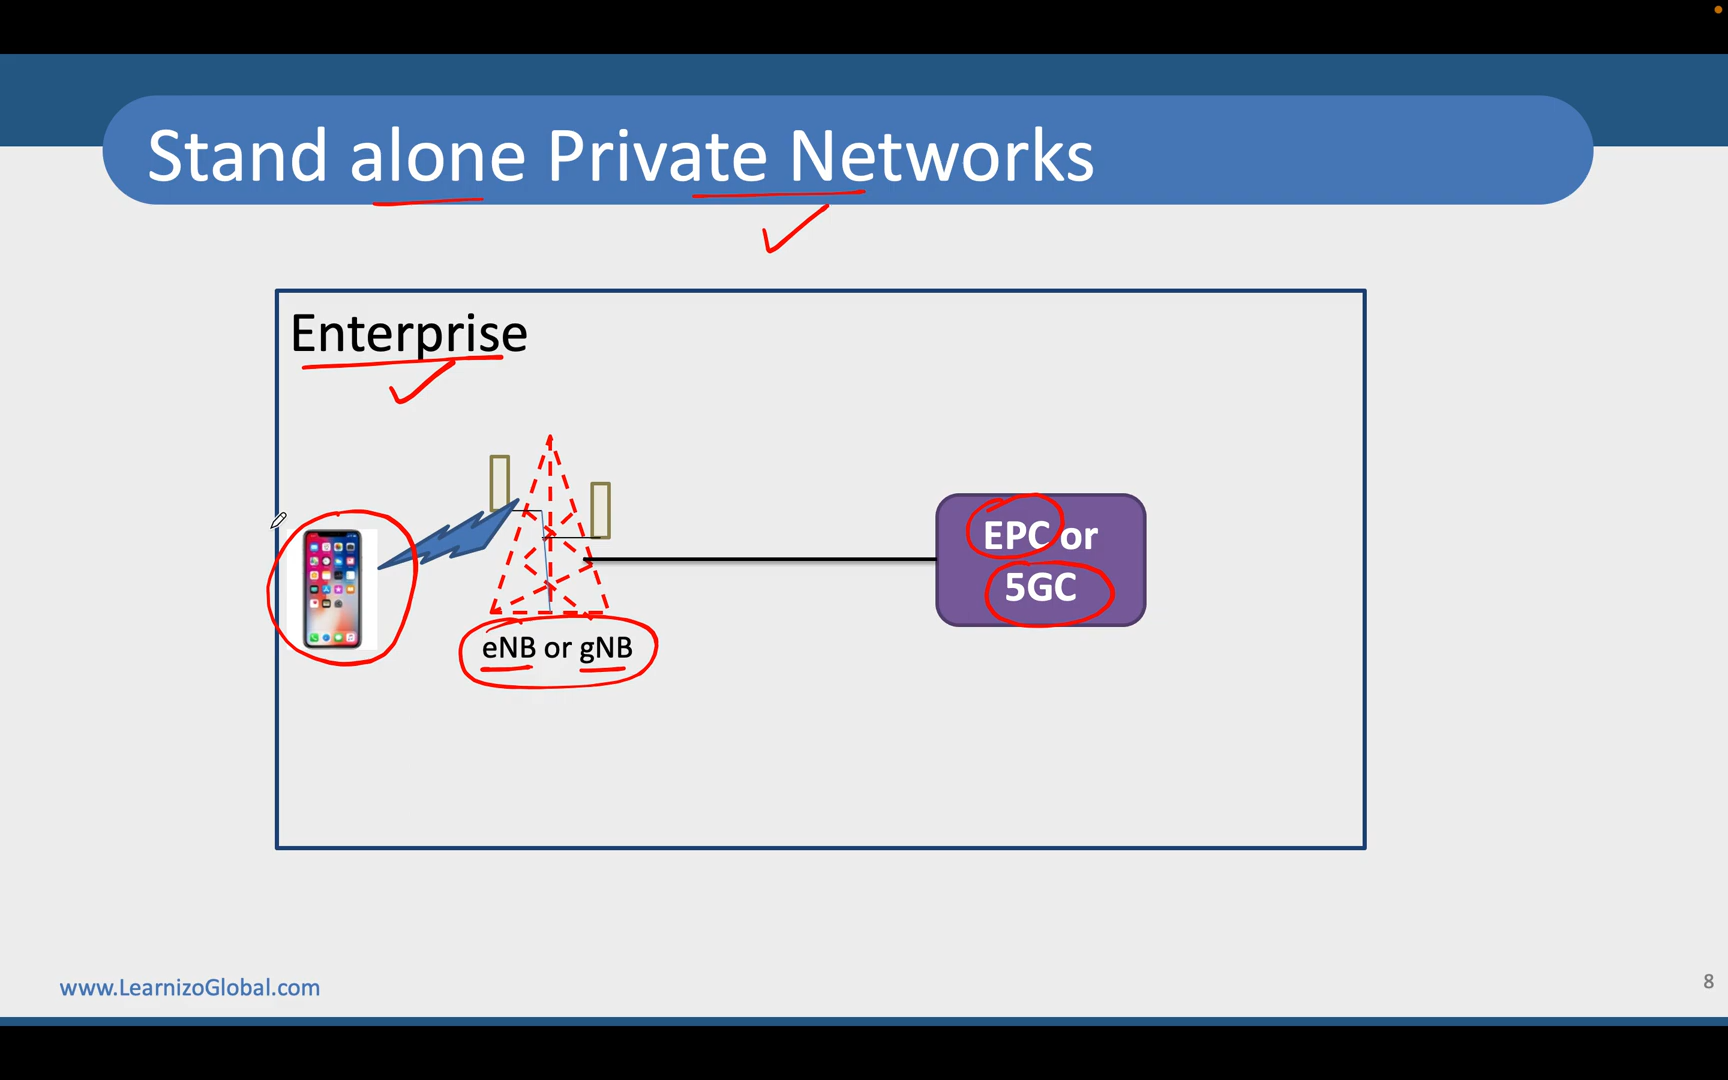 Stand alone Private Networks
Enterprise
EPC or
5GC
eNB or gNB
www.LearnizoGlobal.com
8